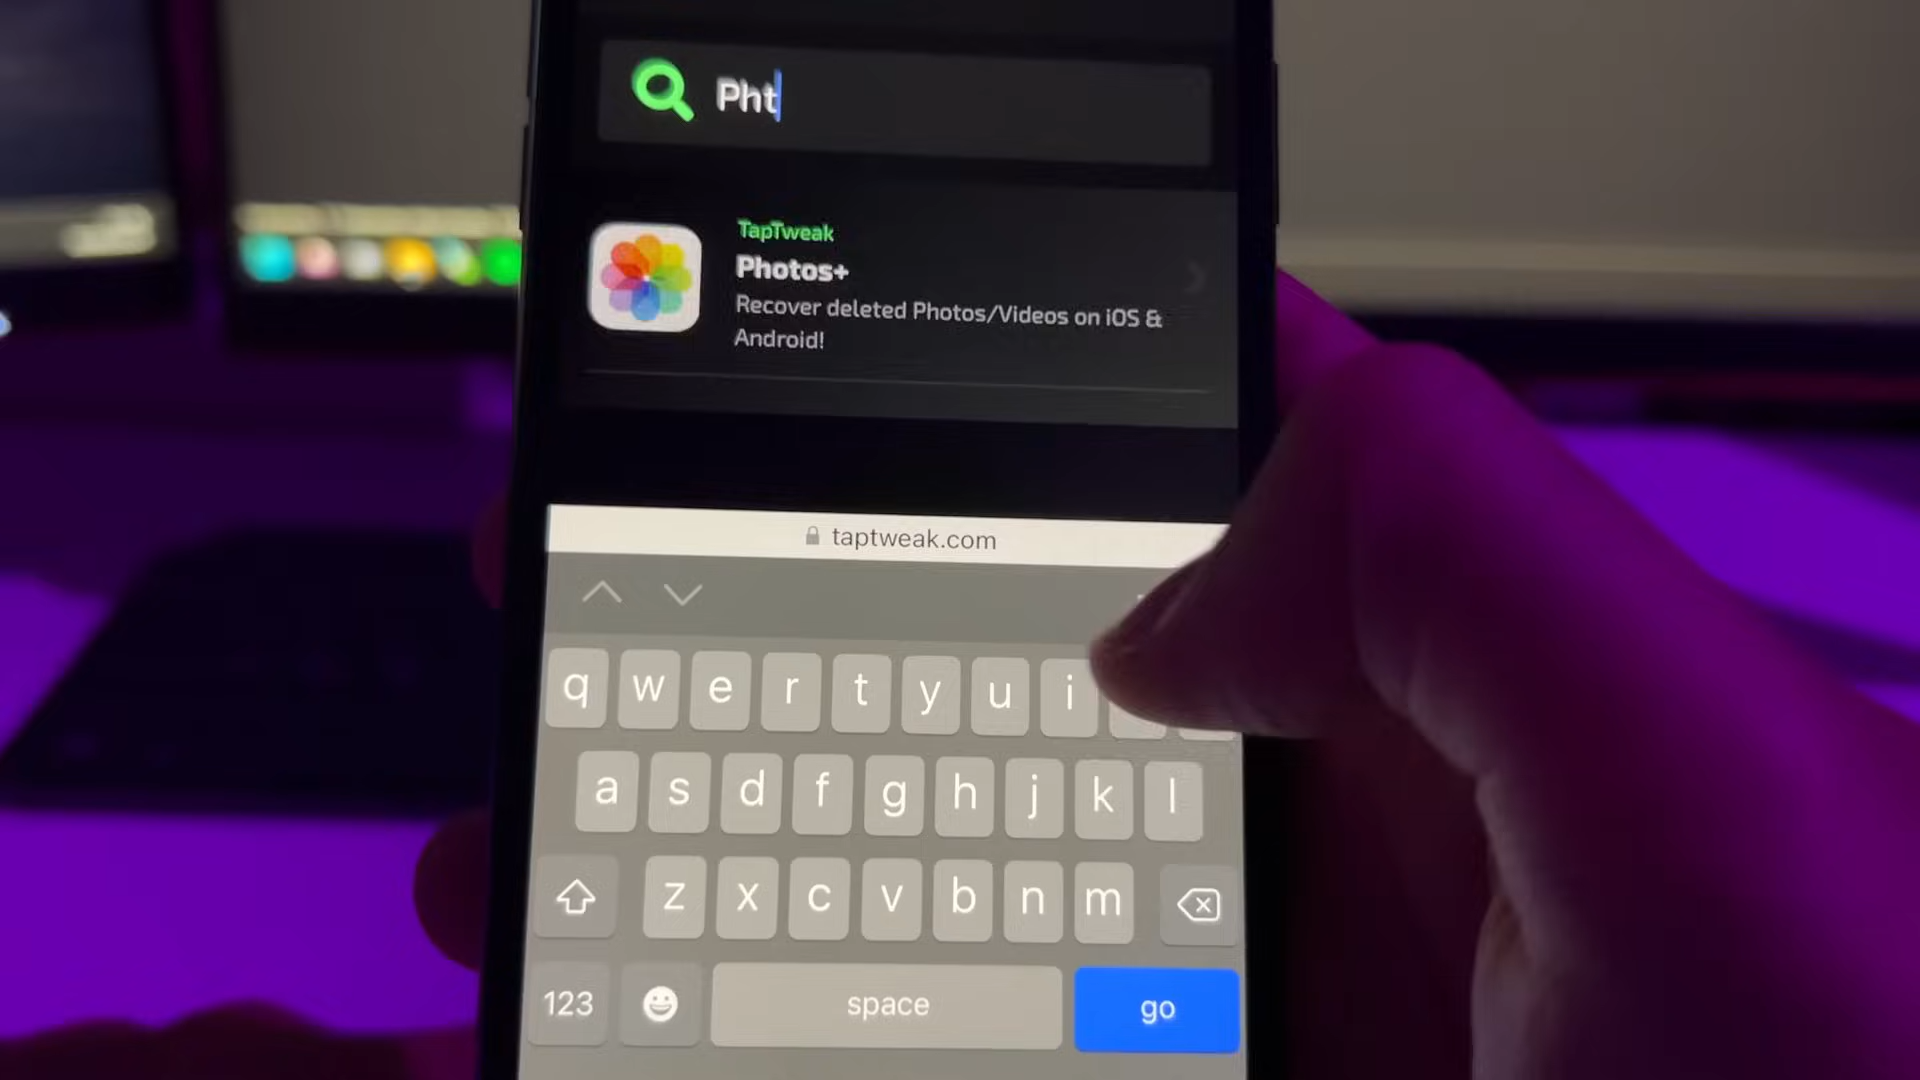 Pht
TapTweak
Photos+
Recover deleted Photos/Videos on iOS &
Android!
taptweak.com
q w e r t y u i
a s d f g h j k l
z x c v b n m
123 space go